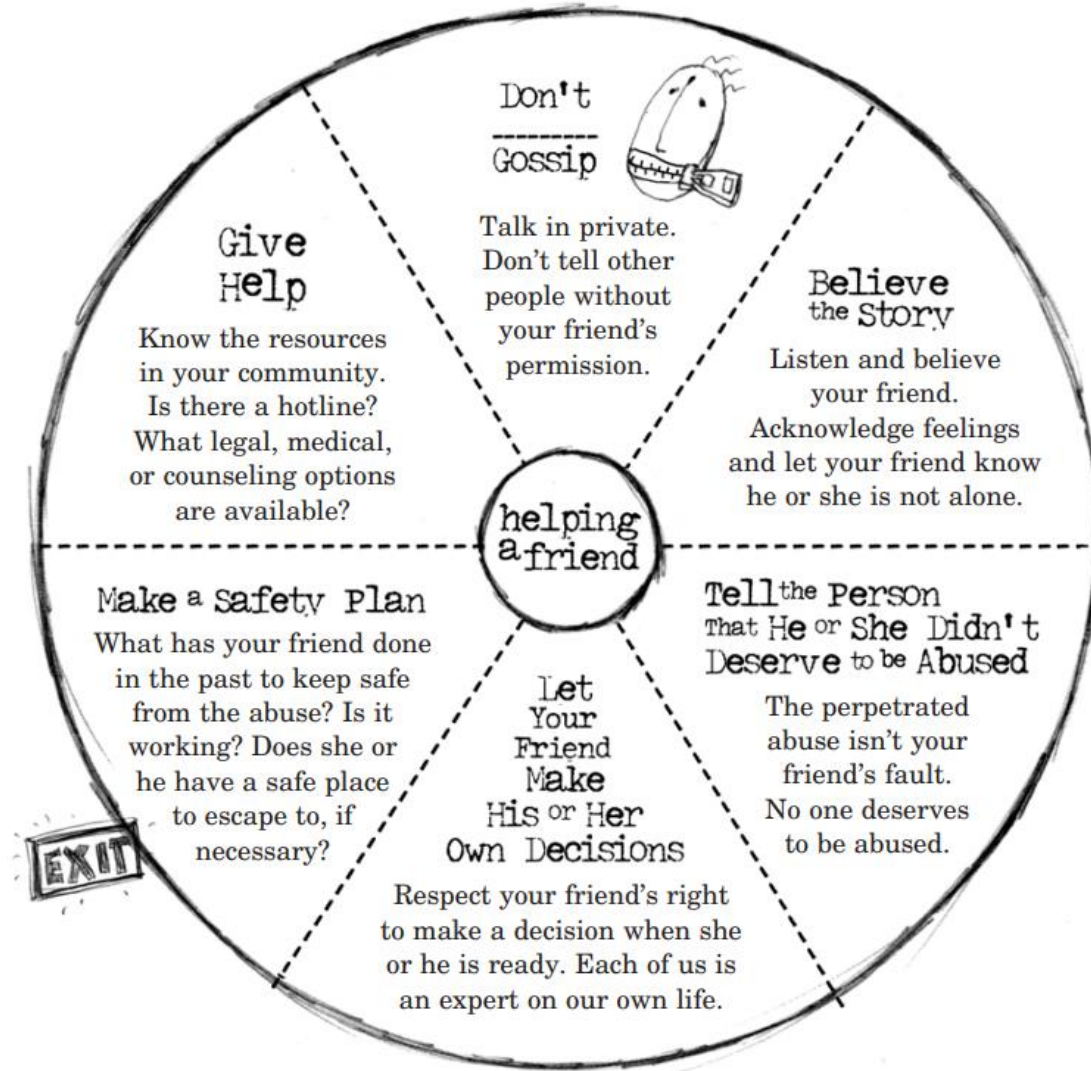 Don't
Gossip
Talk in private.
Don't tell other
people without
your friend's
permission.
Believe
the Story
Listen and believe
your friend.
Acknowledge feelings
and let your friend know
he or she is not alone.
Tell the Person
That He or She Didn't
Deserve to be Abused
The perpetrated
abuse isn't your
friend's fault.
No one deserves
to be abused.
Let
Your
Friend
Make
His or Her
Own Decisions
Respect your friend's right
to make a decision when she
or he is ready. Each of us is
an expert on our own life.
Make a Safety Plan
What has your friend done
in the past to keep safe
from the abuse? Is it
working? Does she or
he have a safe place
to escape to, if
necessary?
EXIT
Give
Help
Know the resources
in your community.
Is there a hotline?
What legal, medical,
or counseling options
are available?
helping
a friend